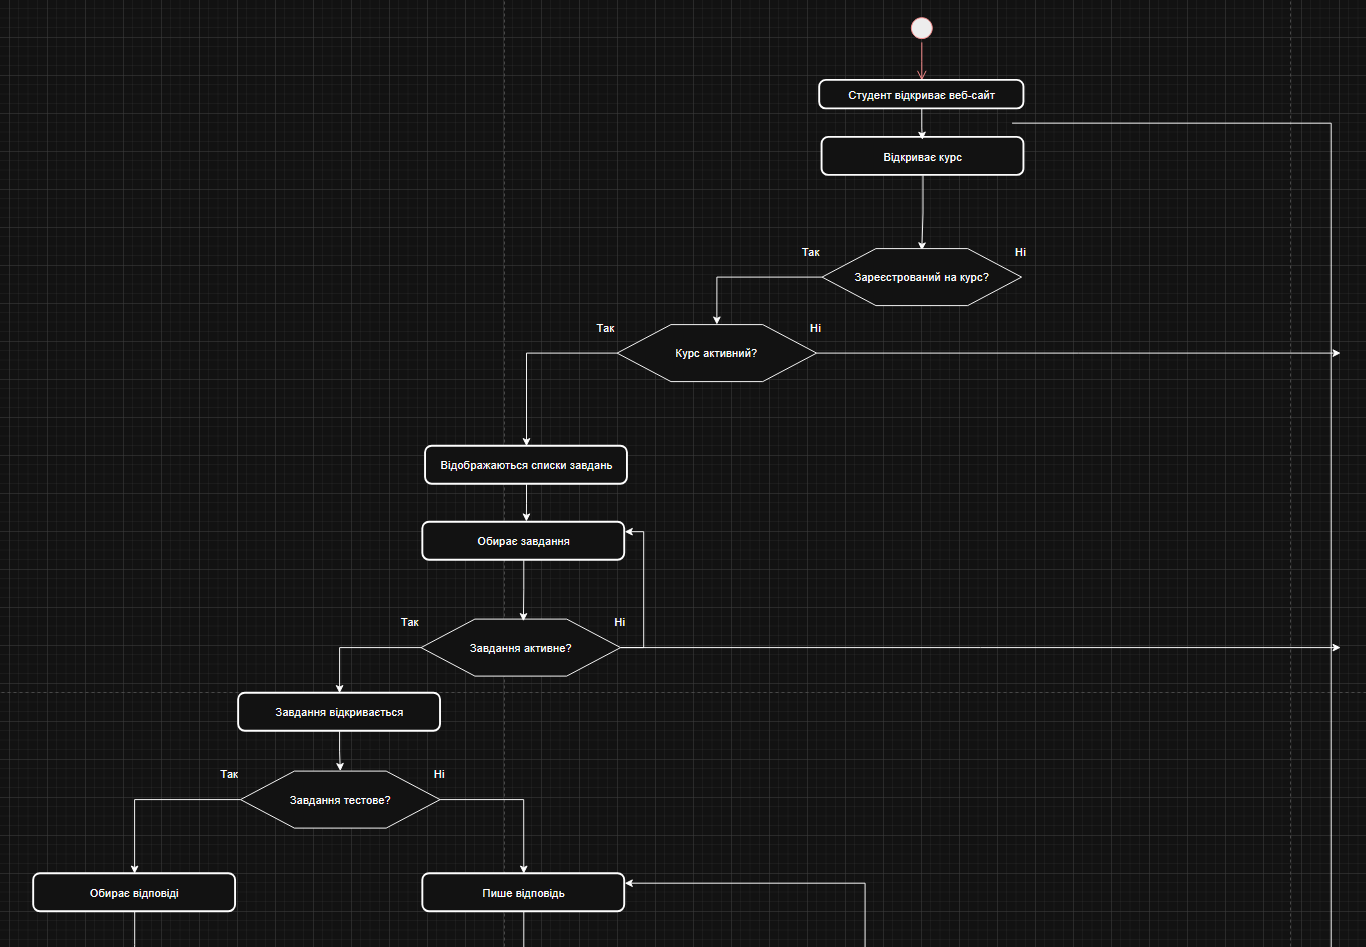 Студент відкриває веб-сайт
Відкриває курс
Так
Ні
Зареєстрований на курс?
Так
Ні
Курс активний?
Відображаються списки завдань
Обирає завдання
Так
Ні
Завдання активне?
Завдання відкривається
Так
Ні
Завдання тестове?
Обирає відповіді
Пише відповідь